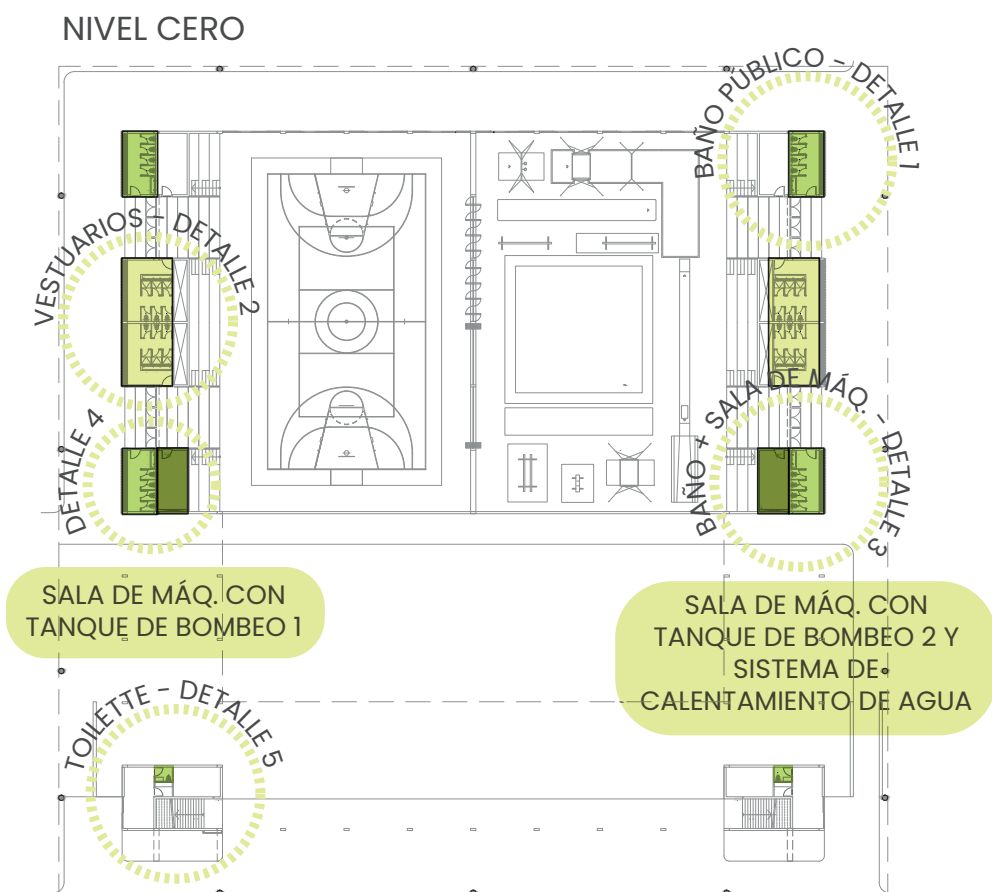 NIVEL CERO
BAÑO PÚBLICO - DETALLE 1
VESTUARIOS - DETALLE 2
DETALLE 4
BAÑO + SALA DE MÁQ. - DETALLE 3
SALA DE MÁQ. CON
TANQUE DE BOMBEO 1
SALA DE MÁQ. CON
TANQUE DE BOMBEO 2 Y
SISTEMA DE
CALENTAMIENTO DE AGUA
TOILETTE - DETALLE 5